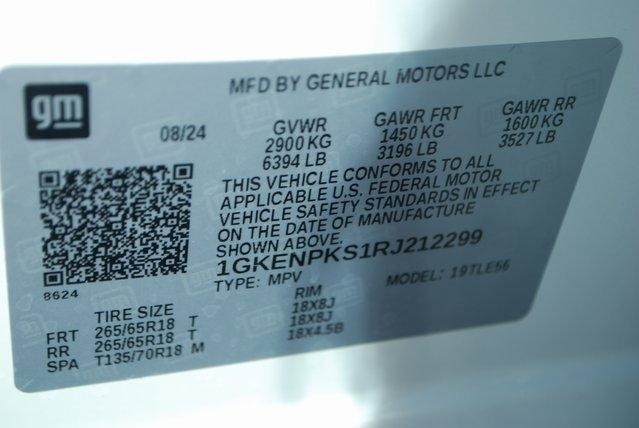 gm
MFD BY GENERAL MOTORS LLC
08/24
GVWR
2900 KG
6394 LB
GAWR FRT
1450 KG
3196 LB
GAWR RR
1600 KG
3527 LB
THIS VEHICLE CONFORMS TO ALL
APPLICABLE U.S. FEDERAL MOTOR
VEHICLE SAFETY STANDARDS IN EFFECT
ON THE DATE OF MANUFACTURE
SHOWN ABOVE.
1GKENPKS1RJ212299
TYPE: MPV MODEL: 19TLE56
8624
TIRE SIZE RIM
FRT 265/65R18 T 18X8J
RR 265/65R18 T 18X8J
SPA T135/70R18 M 18X4.5B